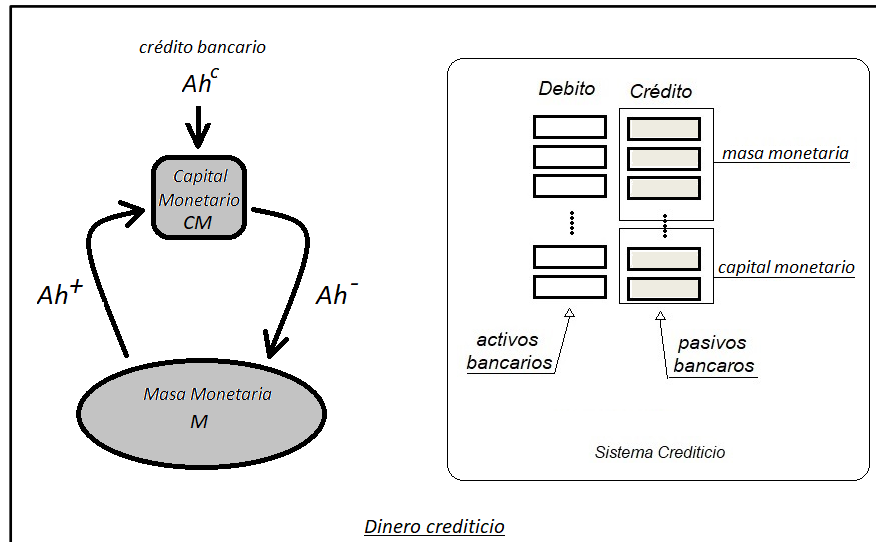 crédito bancario
Ah^c
Capital
Monetario
CM
Ah⁺
Ah⁻
Masa Monetaria
M
Debito
Crédito
masa monetaria
capital monetario
activos
bancarios
pasivos
bancaros
Sistema Crediticio
Dinero crediticio